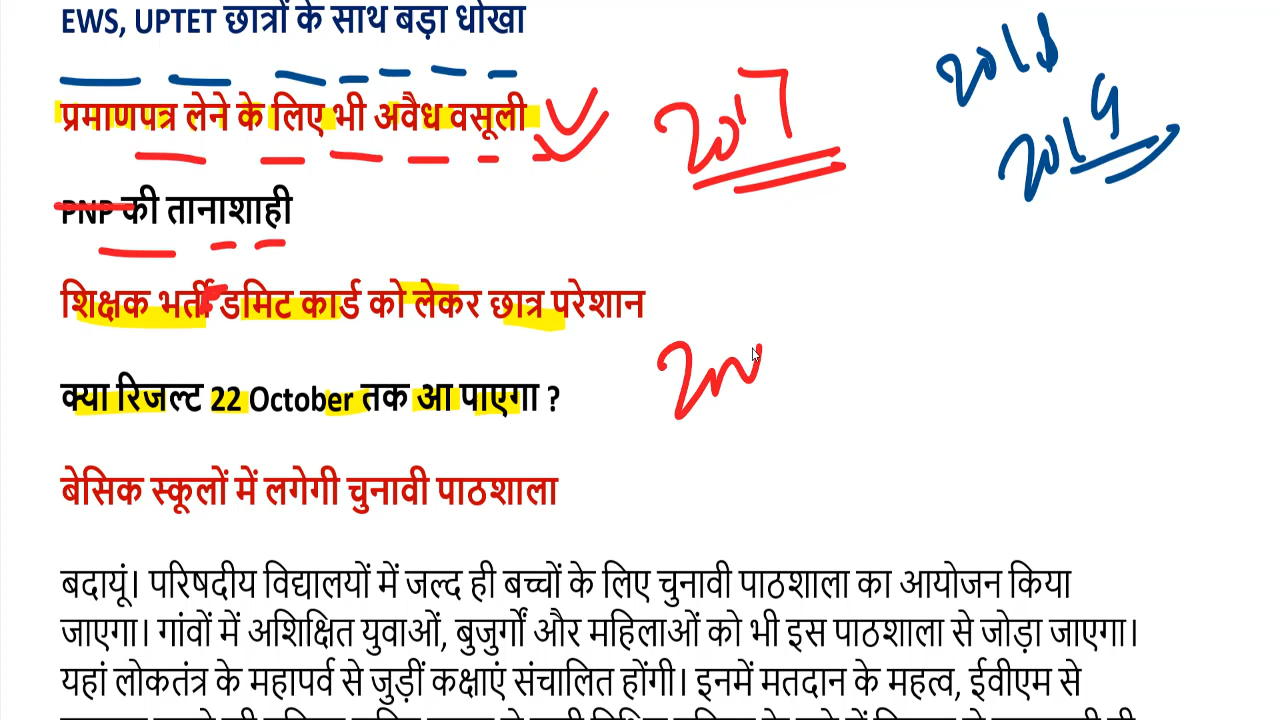 EWS, UPTET छात्रों के साथ बड़ा धोखा
2018
2019
2017
प्रमाणपत्र लेने के लिए भी अवैध वसूली
PNP की तानाशाही
शिक्षक भर्ती डमिट कार्ड को लेकर छात्र परेशान
क्या रिजल्ट 22 October तक आ पाएगा ?
बेसिक स्कूलों में लगेगी चुनावी पाठशाला
बदायूं। परिषदीय विद्यालयों में जल्द ही बच्चों के लिए चुनावी पाठशाला का आयोजन किया
जाएगा। गांवों में अशिक्षित युवाओं, बुजुर्गों और महिलाओं को भी इस पाठशाला से जोड़ा जाएगा।
यहां लोकतंत्र के महापर्व से जुड़ीं कक्षाएं संचालित होंगी। इनमें मतदान के महत्व, ईवीएम से